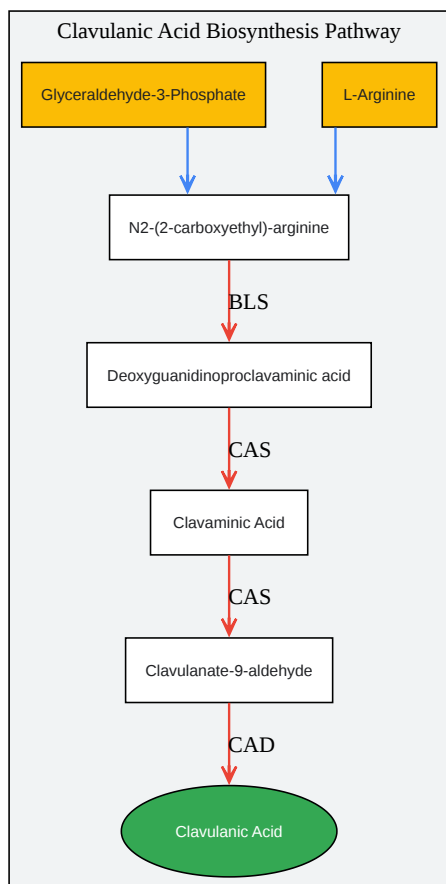 Clavulanic Acid Biosynthesis Pathway
Glyceraldehyde-3-Phosphate
L-Arginine
N2-(2-carboxyethyl)-arginine
BLS
Deoxyguanidinoproclavaminic acid
CAS
Clavaminic Acid
CAS
Clavulanate-9-aldehyde
CAD
Clavulanic Acid